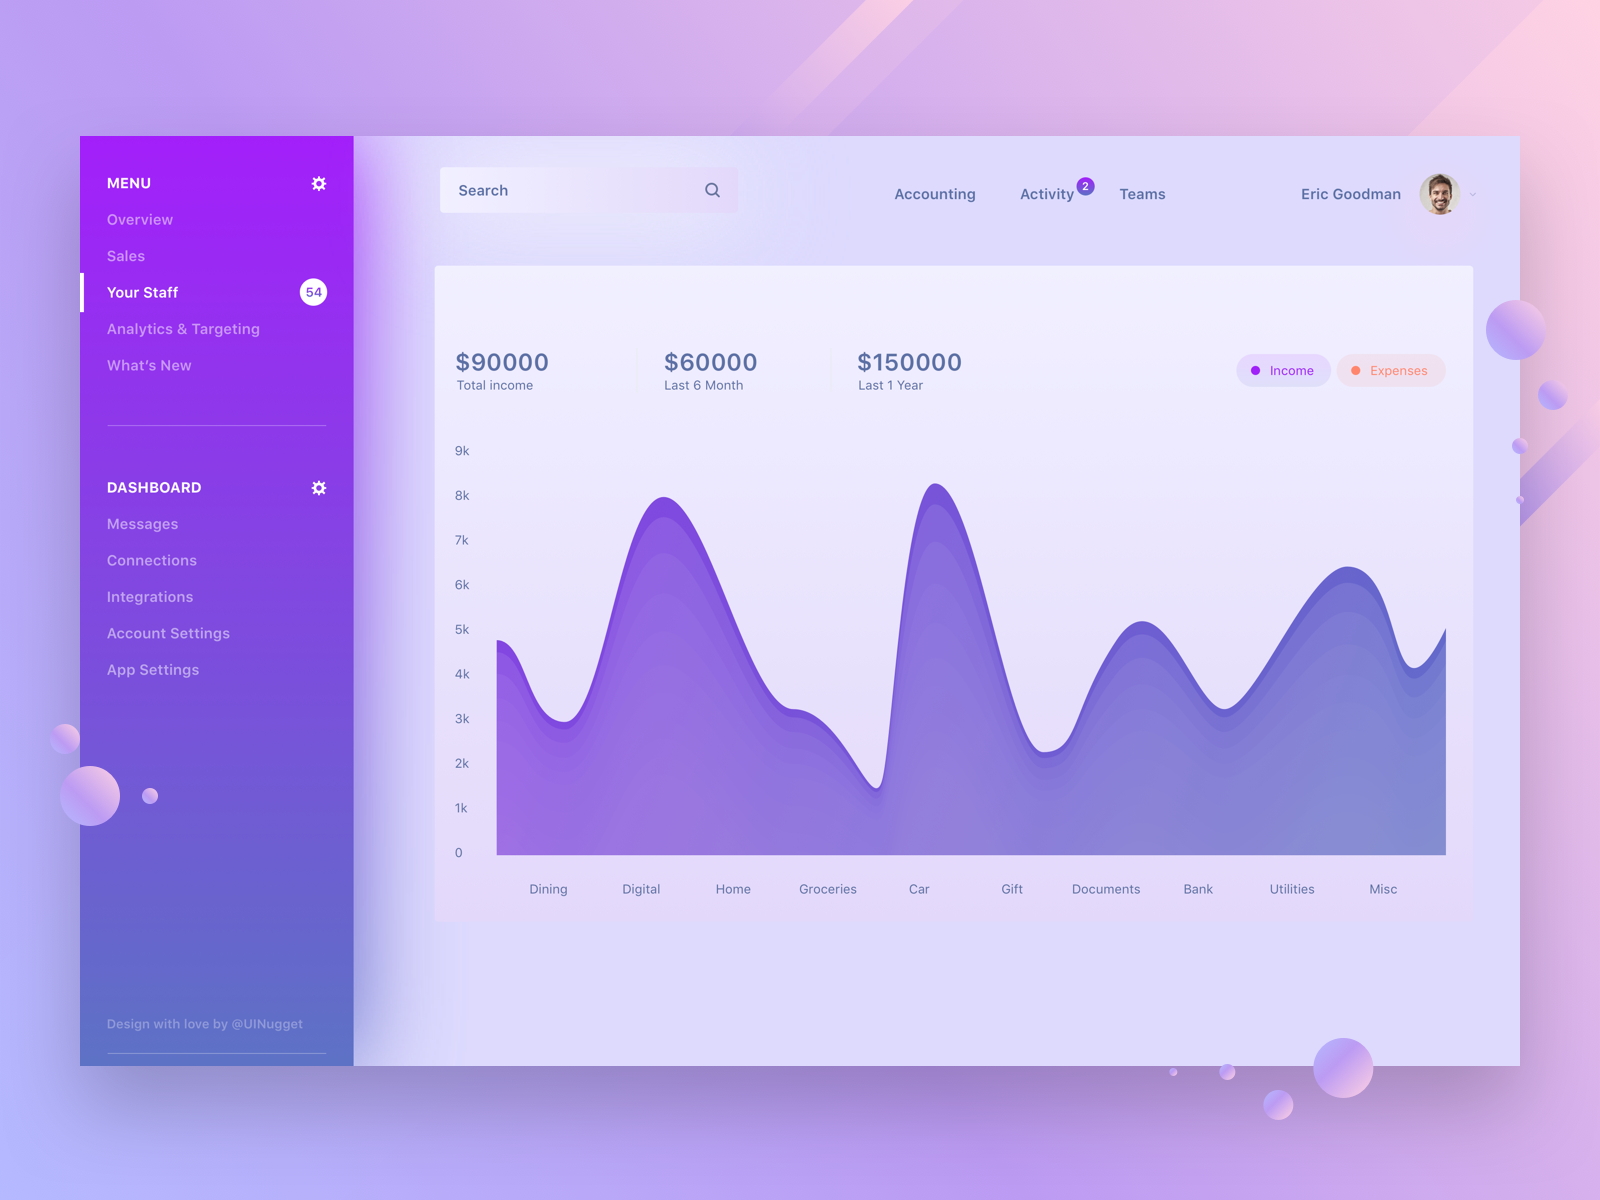 MENU
Overview
Sales
Your Staff 54
Analytics & Targeting
What's New
DASHBOARD
Messages
Connections
Integrations
Account Settings
App Settings
Design with love by @UINugget
Search
Accounting Activity 2 Teams
Eric Goodman
$90000
Total income
$60000
Last 6 Month
$150000
Last 1 Year
Income
Expenses
9k
8k
7k
6k
5k
4k
3k
2k
1k
0
Dining Digital Home Groceries Car Gift Documents Bank Utilities Misc